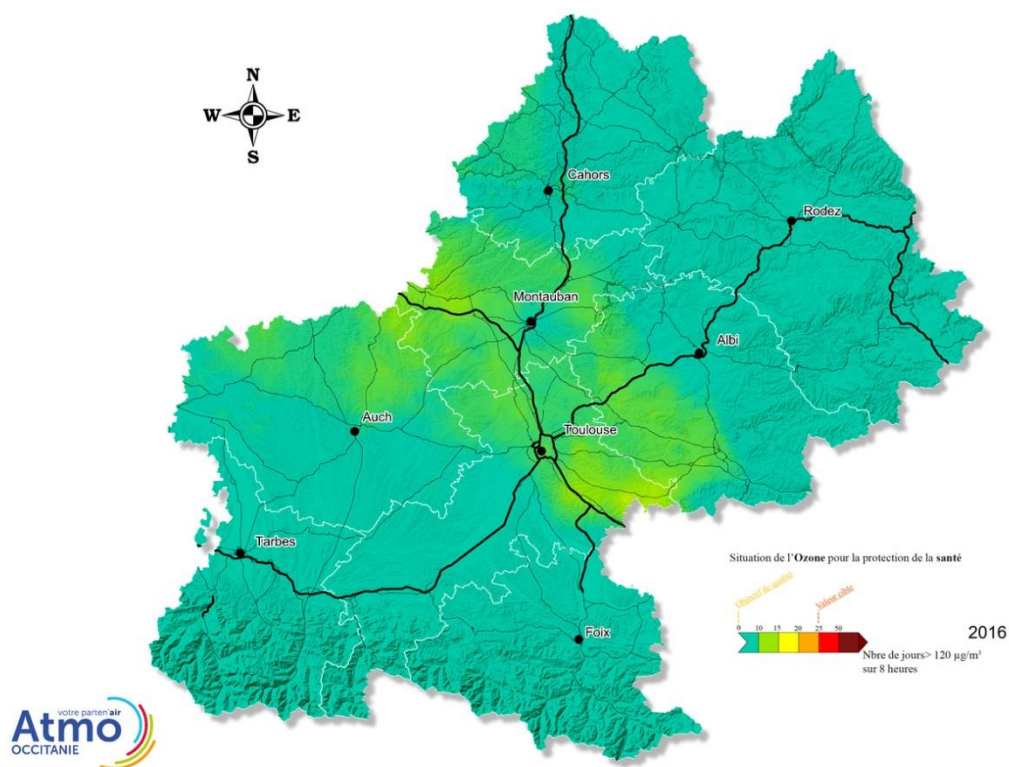 N
W E
S
Cahors
Rodez
Montauban
Albi
Auch
Toulouse
Tarbes
Foix
Situation de l'Ozone pour la protection de la santé
Objectif de qualité
Valeur cible
0 10 15 20 25 50
2016
Nbre de jours> 120 µg/m³
sur 8 heures
votre parten'air
Atmo
OCCITANIE